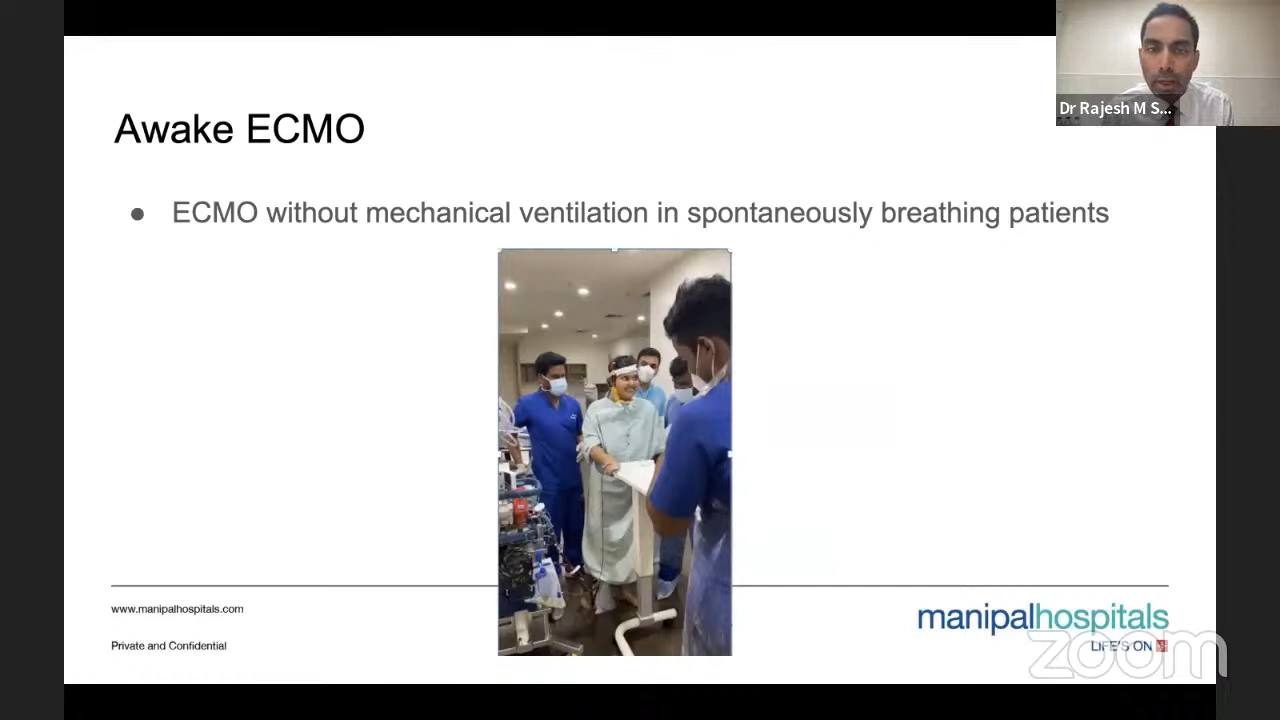 Dr Rajesh M S...
Awake ECMO
● ECMO without mechanical ventilation in spontaneously breathing patients
www.manipalhospitals.com
manipalhospitals
LIFE'S ON
Private and Confidential
zoom